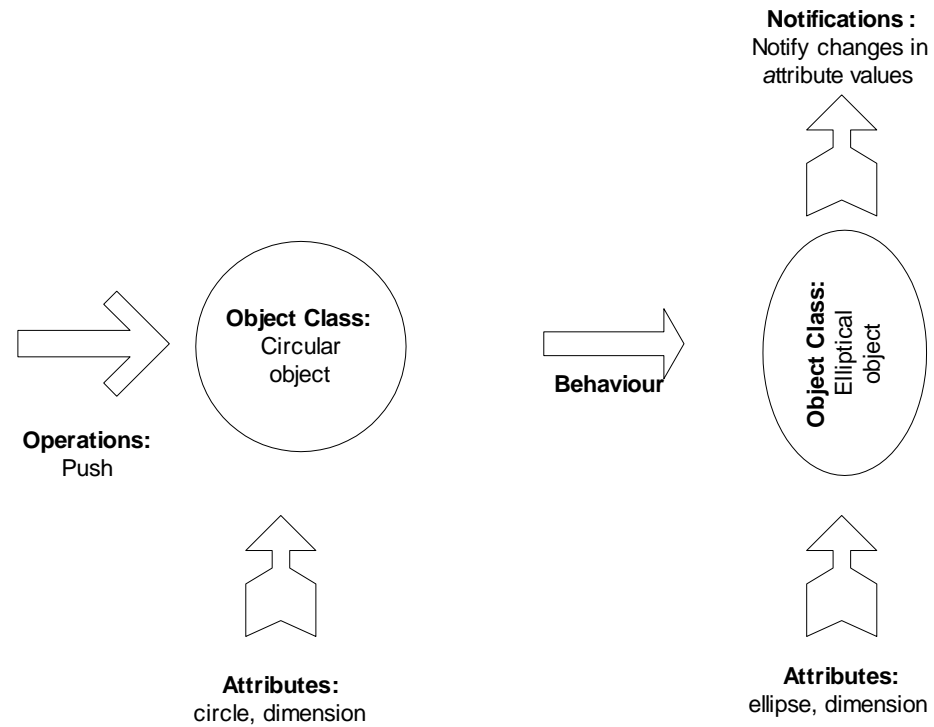 Notifications :
Notify changes in
attribute values
Object Class:
Circular
object
Object Class:
Elliptical
object
Behaviour
Operations:
Push
Attributes:
circle, dimension
Attributes:
ellipse, dimension